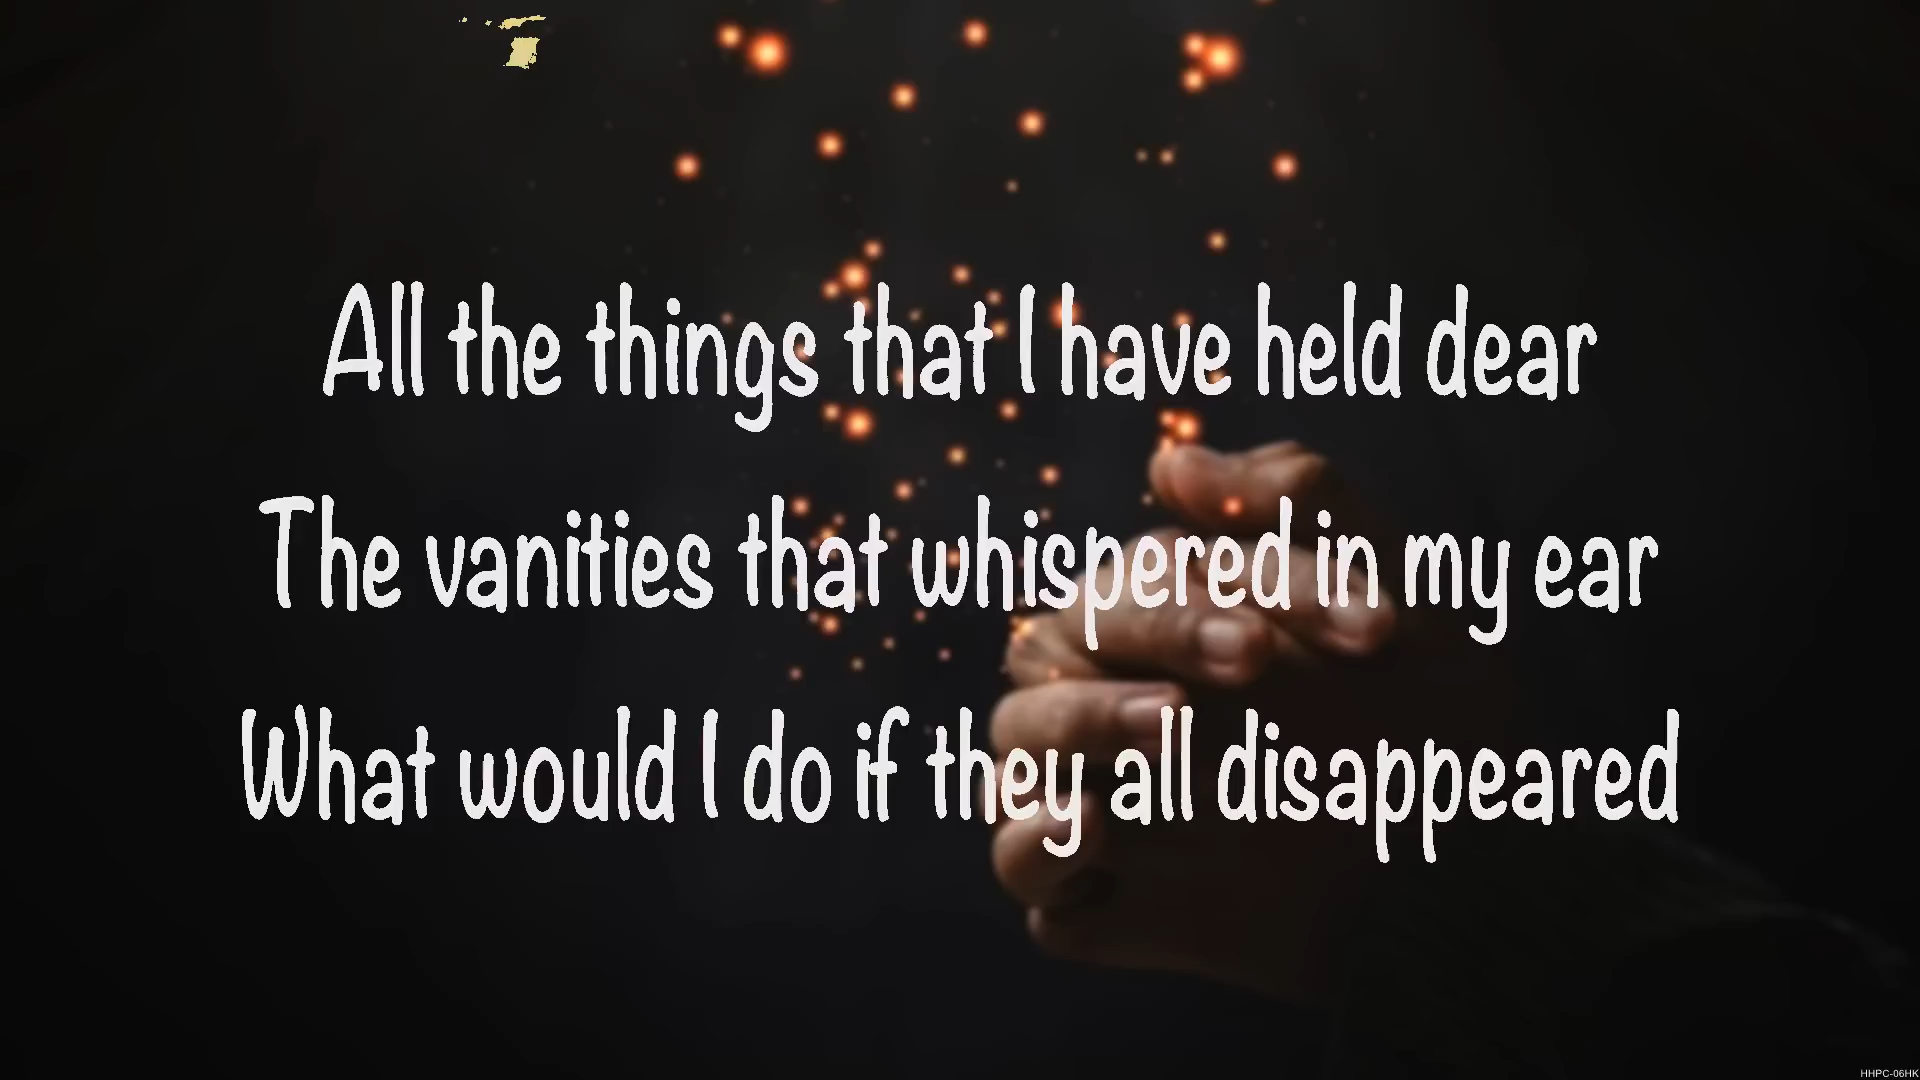 All the things that I have held dear
The vanities that whispered in my ear
What would I do if they all disappeared
HHPC-06HK